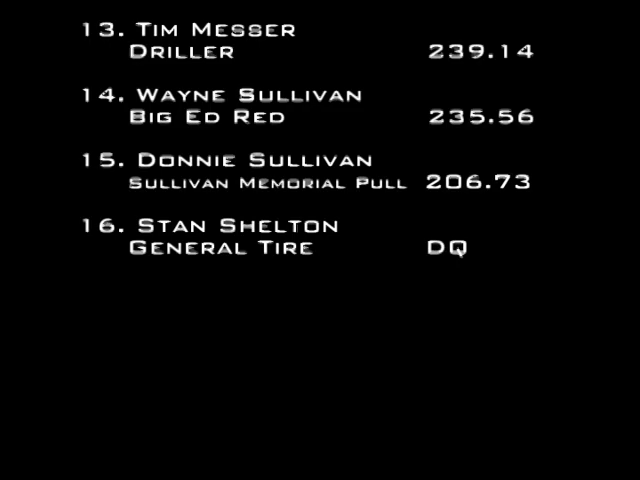 13. Tim Messer
Driller 239.14
14. Wayne Sullivan
Big Ed Red 235.56
15. Donnie Sullivan
Sullivan Memorial Pull 206.73
16. Stan Shelton
General Tire DQ